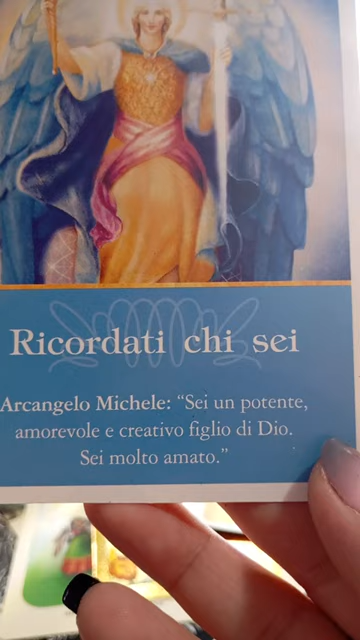 Ricordati chi sei
Arcangelo Michele: “Sei un potente,
amorevole e creativo figlio di Dio.
Sei molto amato.”